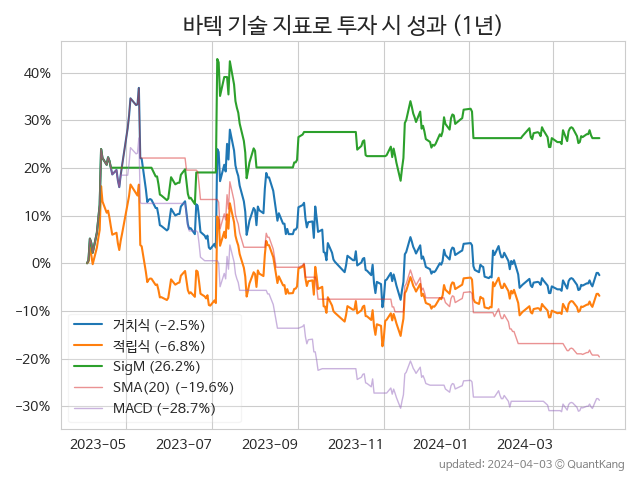 바텍 기술 지표로 투자 시 성과 (1년)
40%
30%
20%
10%
0%
−10%
−20%
−30%
거치식 (−2.5%)
적립식 (−6.8%)
SigM (26.2%)
SMA(20) (−19.6%)
MACD (−28.7%)
2023-05 2023-07 2023-09 2023-11 2024-01 2024-03
updated: 2024-04-03 © QuantKang